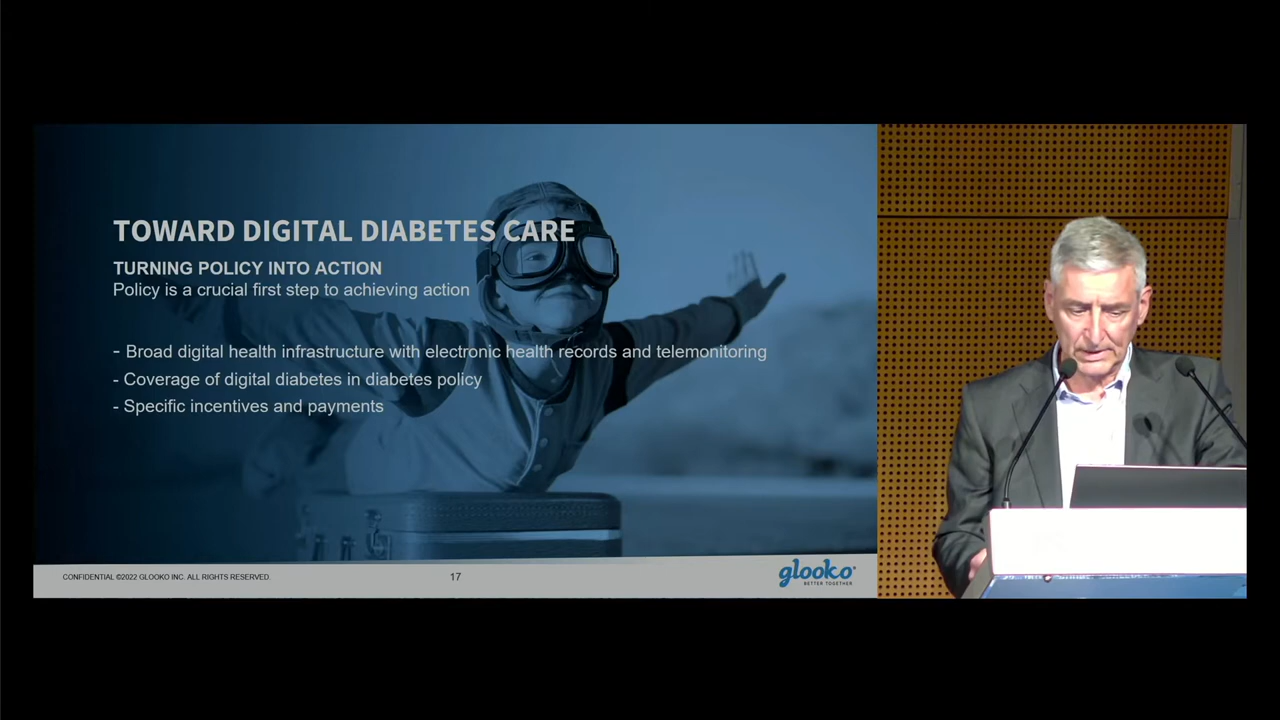 TOWARD DIGITAL DIABETES CARE
TURNING POLICY INTO ACTION
Policy is a crucial first step to achieving action
- Broad digital health infrastructure with electronic health records and telemonitoring
- Coverage of digital diabetes in diabetes policy
- Specific incentives and payments
CONFIDENTIAL ©2022 GLOOKO INC. ALL RIGHTS RESERVED.
17
glooko®
BETTER TOGETHER